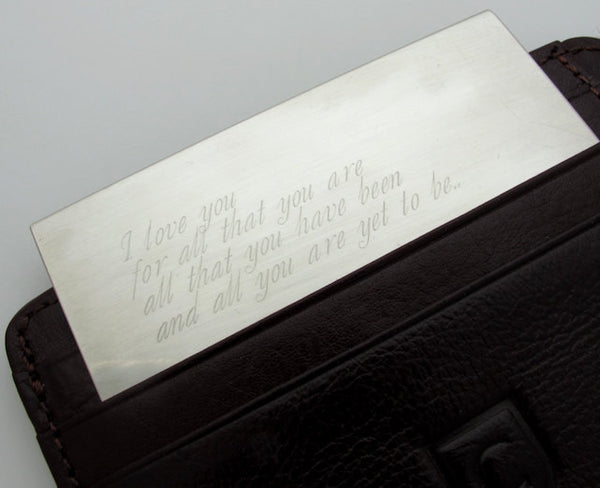 I love you
for all that you are
all that you have been
and all you are yet to be..